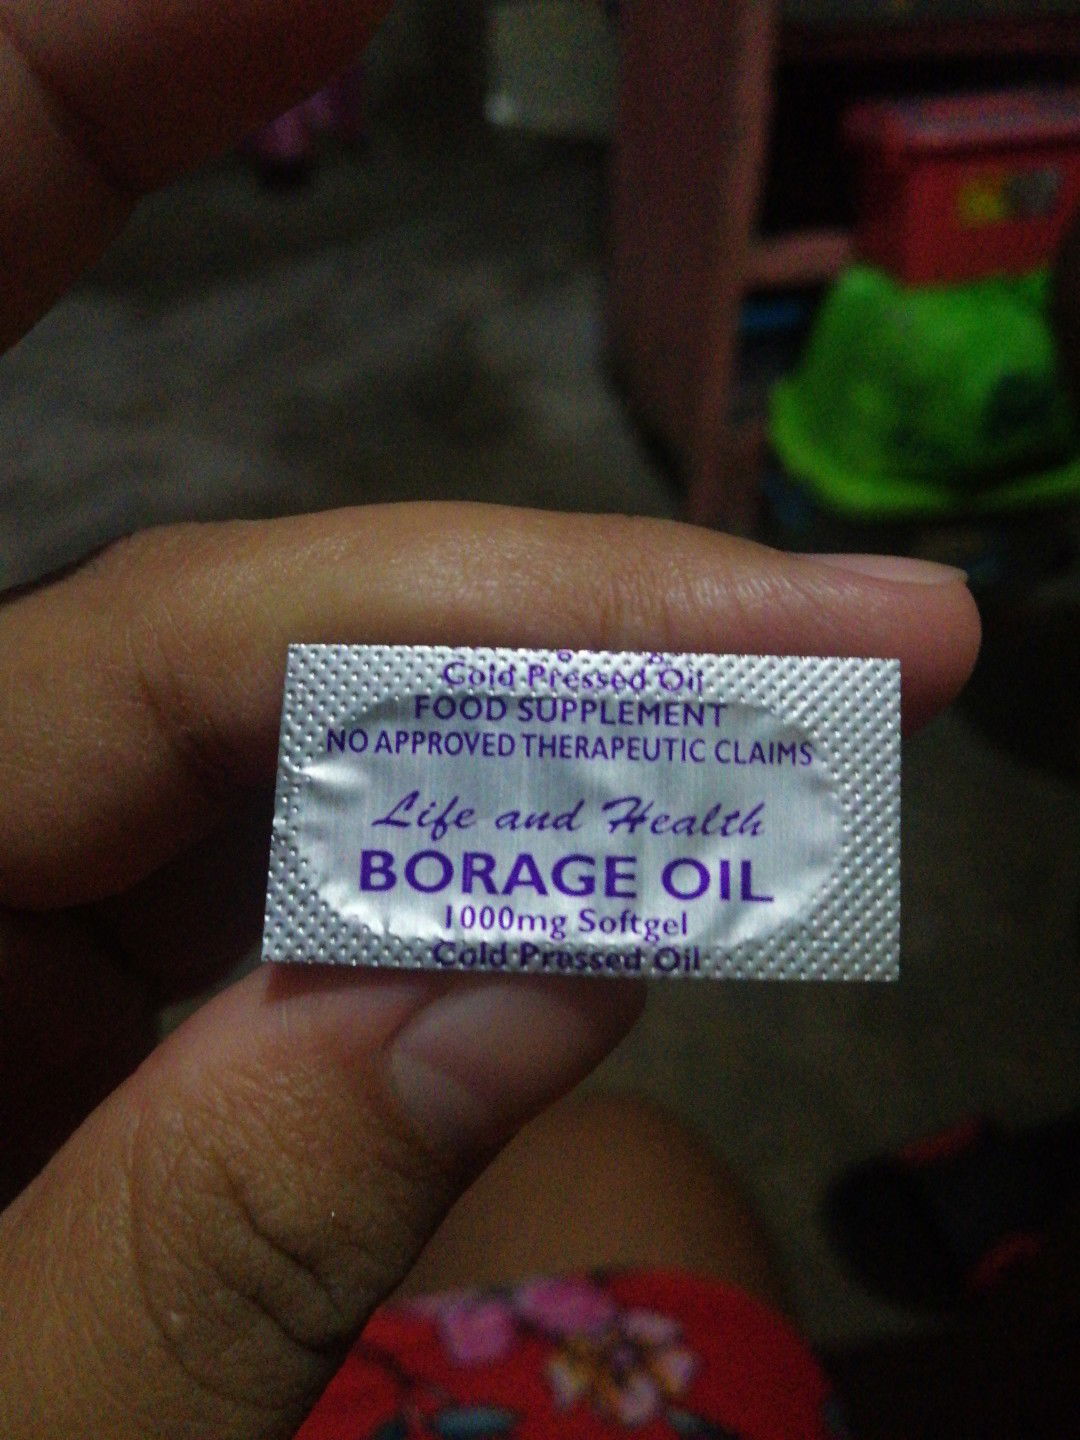 Cold Pressed Oil
FOOD SUPPLEMENT
NO APPROVED THERAPEUTIC CLAIMS
Life and Health
BORAGE OIL
1000mg Softgel
Cold Pressed Oil